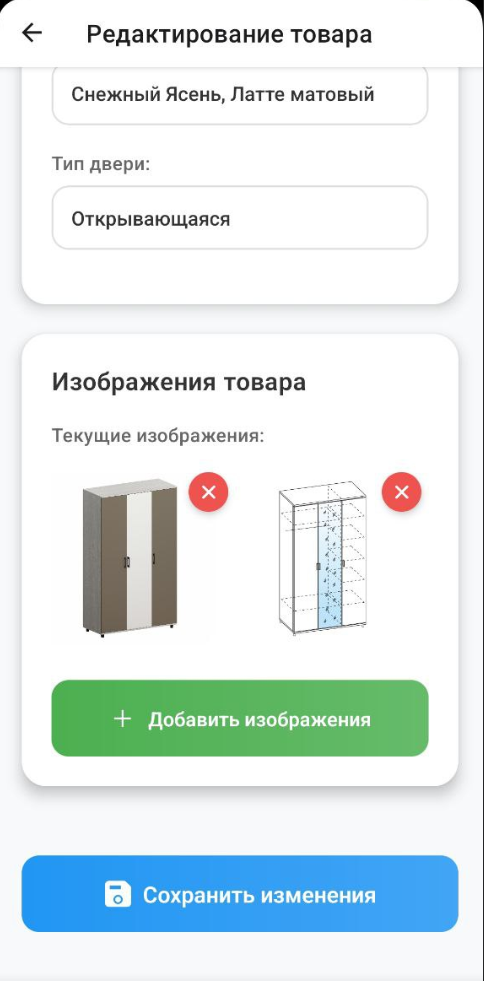 Редактирование товара
Снежный Ясень, Латте матовый
Тип двери:
Открывающаяся
Изображения товара
Текущие изображения:
Добавить изображения
Сохранить изменения